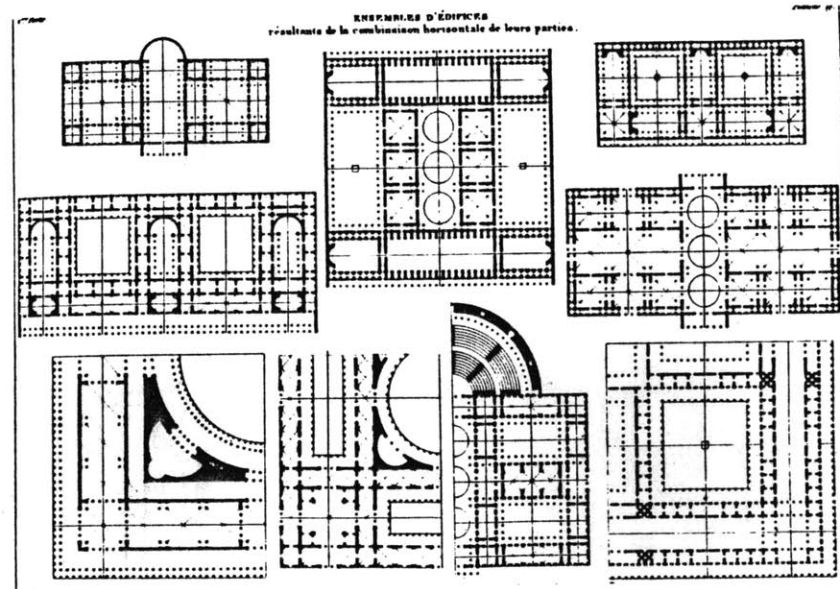 ENSEMBLES D'ÉDIFICES
résultants de la combinaison horizontale de leurs parties.